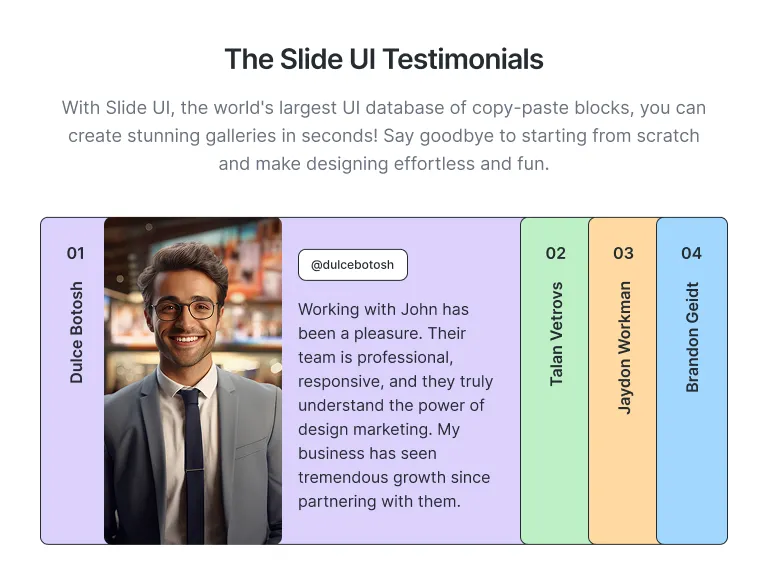 The Slide UI Testimonials
With Slide UI, the world's largest UI database of copy-paste blocks, you can
create stunning galleries in seconds! Say goodbye to starting from scratch
and make designing effortless and fun.
01
Dulce Botosh
@dulcebotosh
Working with John has
been a pleasure. Their
team is professional,
responsive, and they truly
understand the power of
design marketing. My
business has seen
tremendous growth since
partnering with them.
02
Talan Vetrovs
03
Jaydon Workman
04
Brandon Geidt